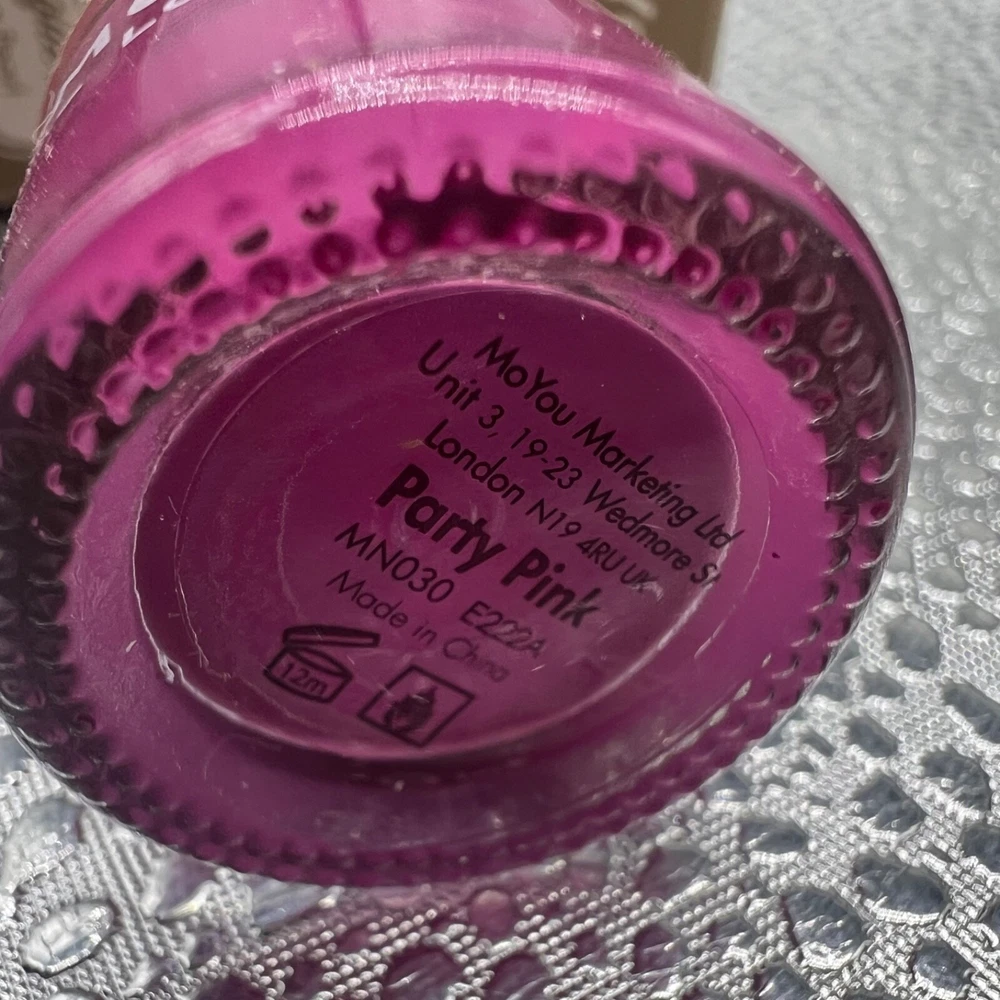 MoYou Marketing Ltd
Unit 3, 19-23 Wedmore St
London N19 4RU UK
Party Pink
MN030 E222A
Made in China
12m